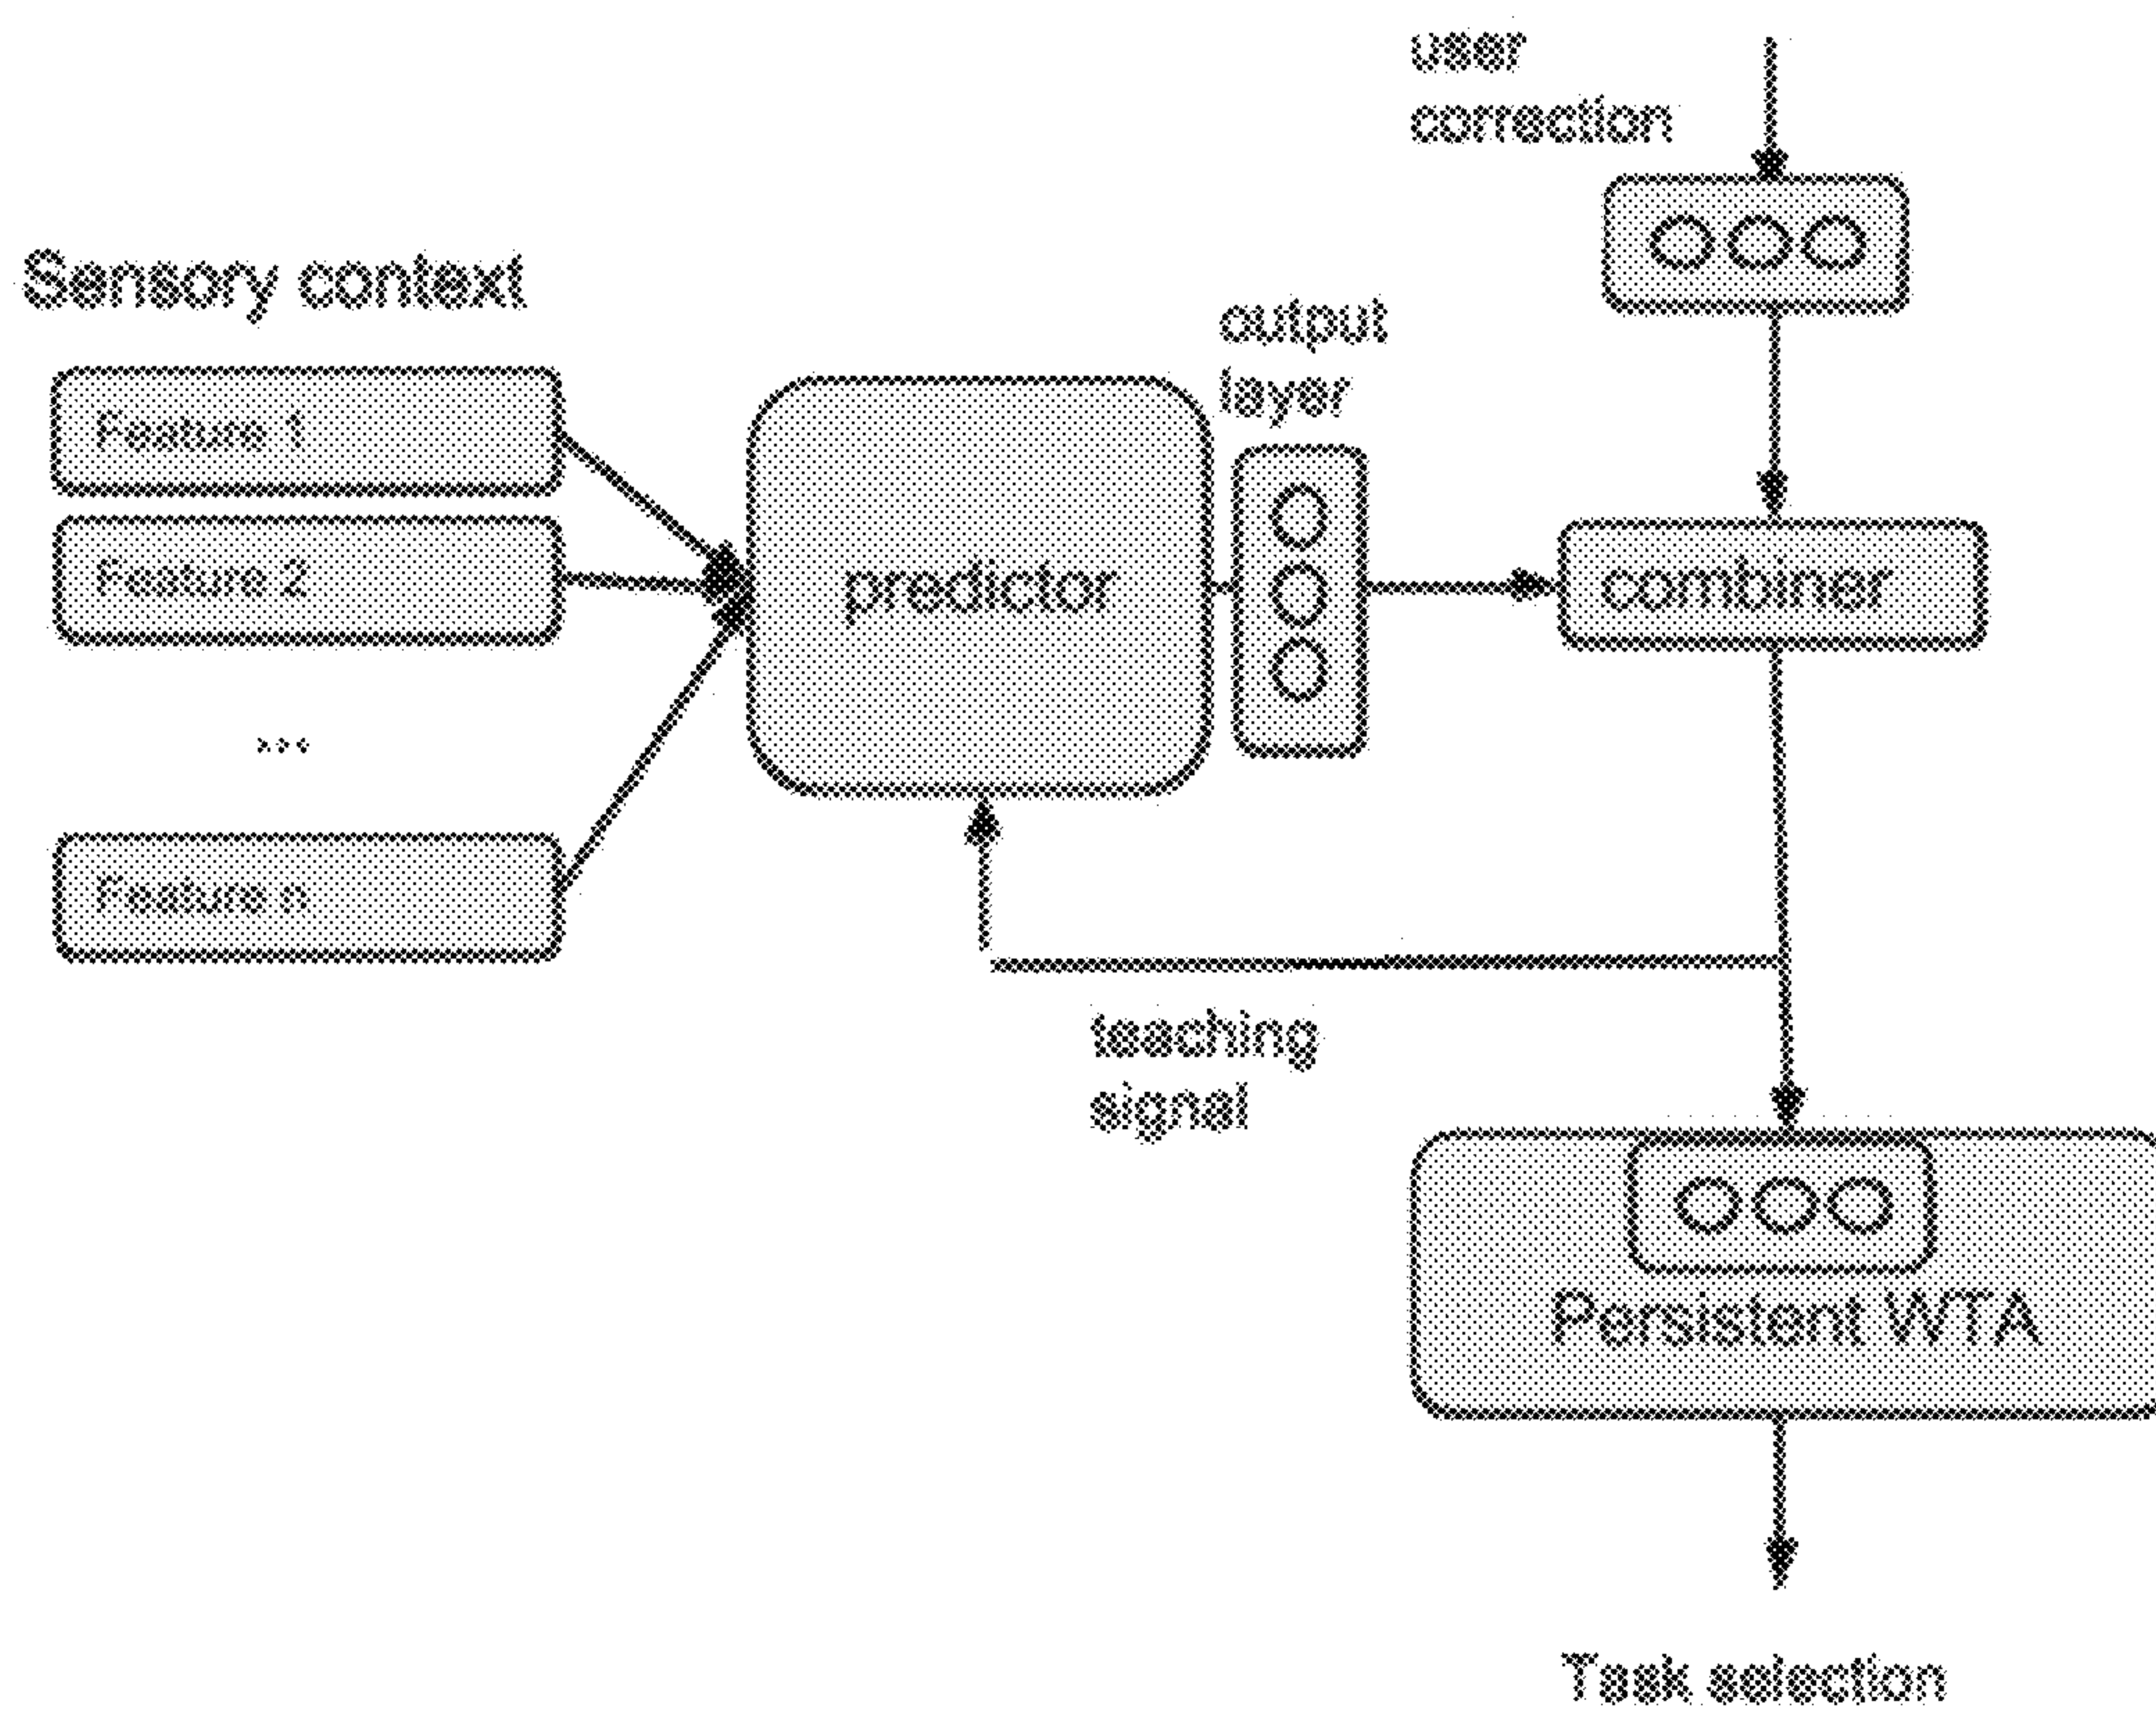 user
correction
Sensory context
output
layer
Feature 1
Feature 2
predictor
combiner
...
Feature n
teaching
signal
Persistent WTA
Task selection